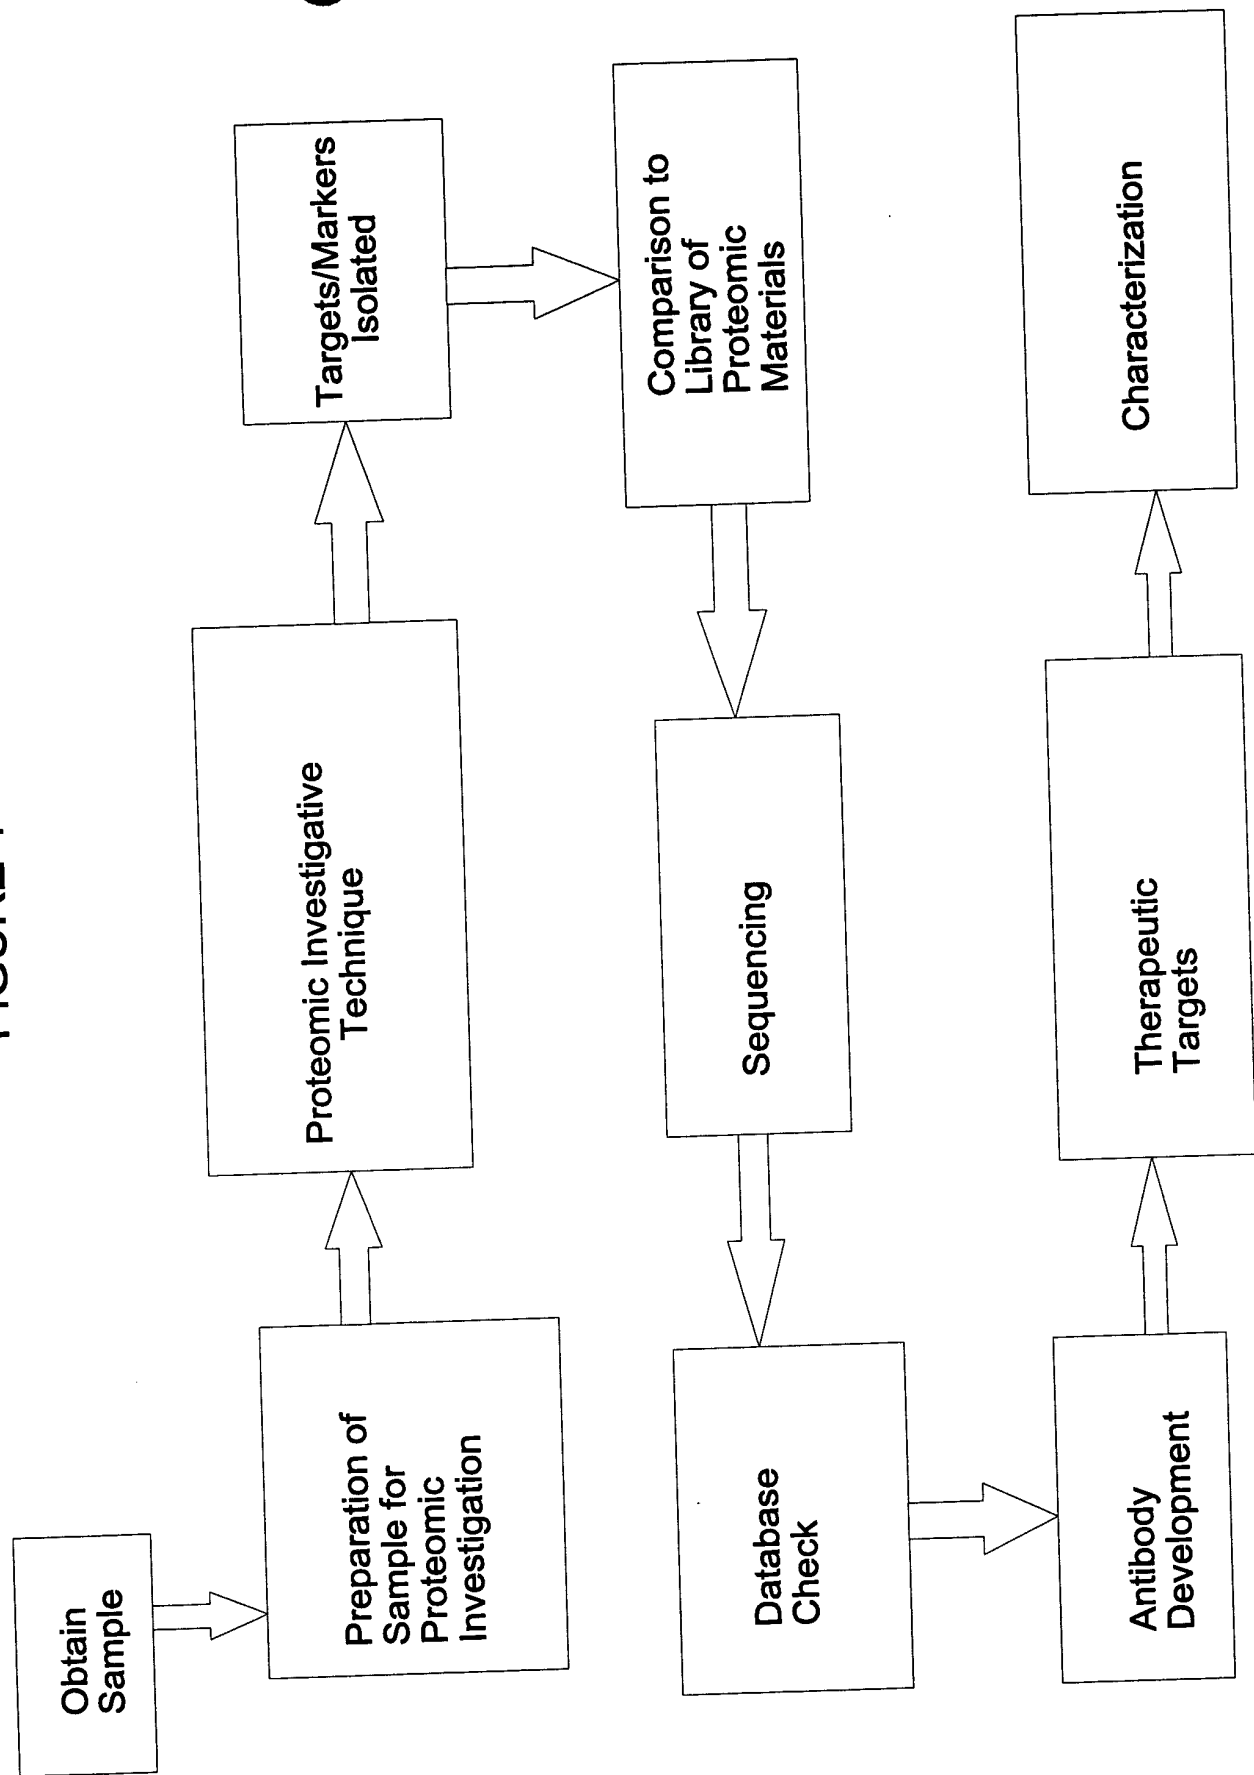 FIGURE
Obtain
Sample
Preparation of
Sample for
Proteomic
Investigation
Proteomic Investigative
Technique
Targets/Markers
Isolated
Comparison to
Library of
Proteomic
Materials
Sequencing
Database
Check
Antibody
Development
Therapeutic
Targets
Characterization